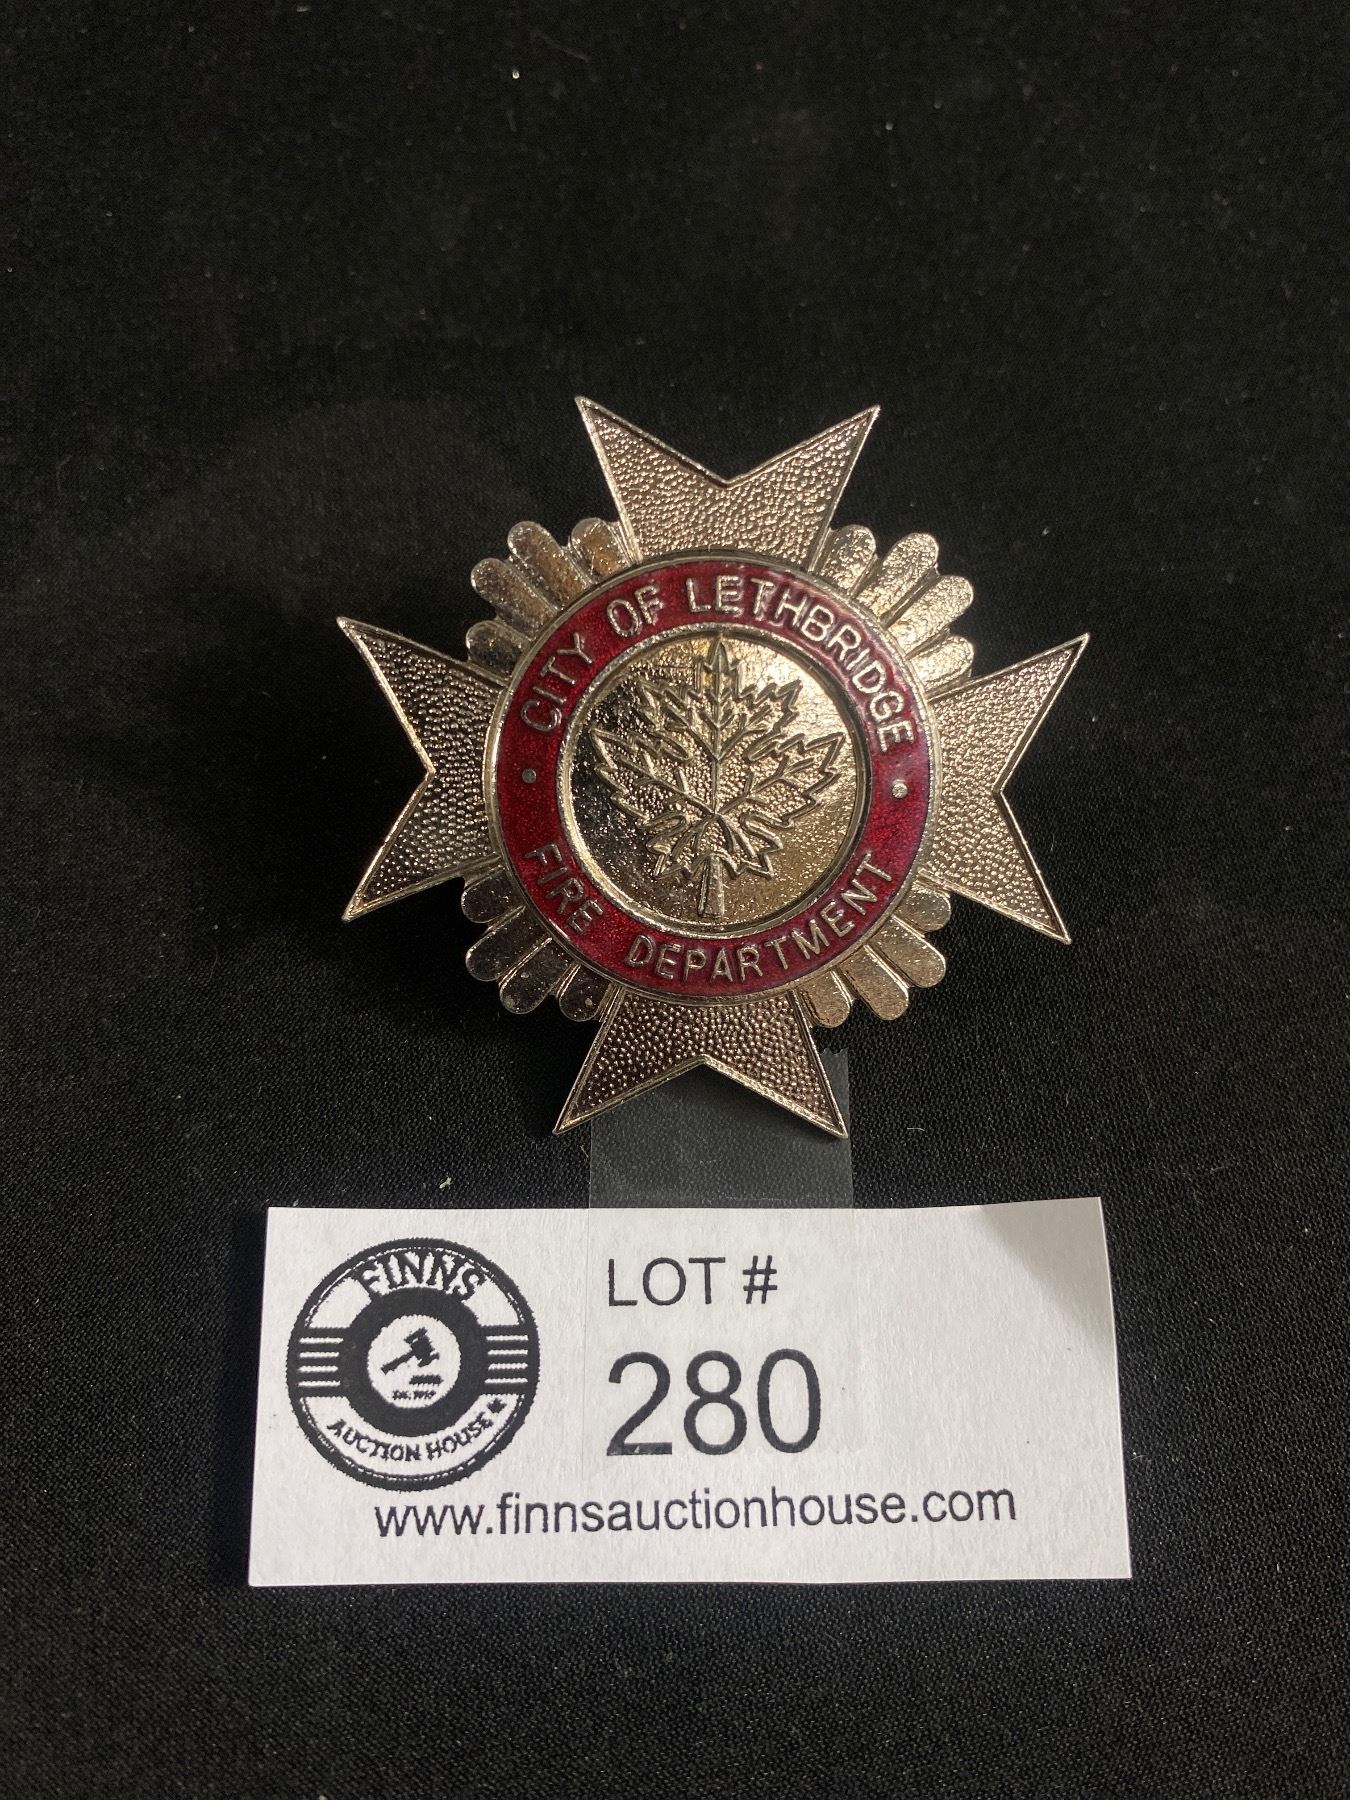 CITY OF LETHBRIDGE
FIRE DEPARTMENT
FINNS
AUCTION HOUSE
LOT #
280
www.finnsauctionhouse.com